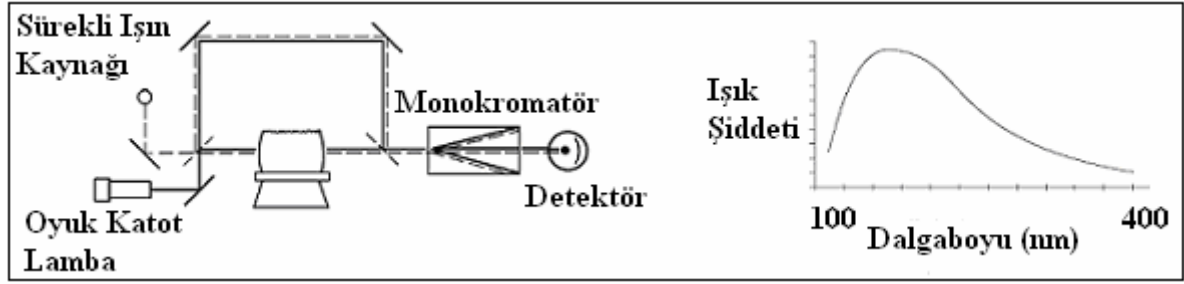 Sürekli Işın
Kaynağı
Monokromatör
Detektör
Oyuk Katot
Lamba
Işık
Şiddeti
100
400
Dalgaboyu (nm)